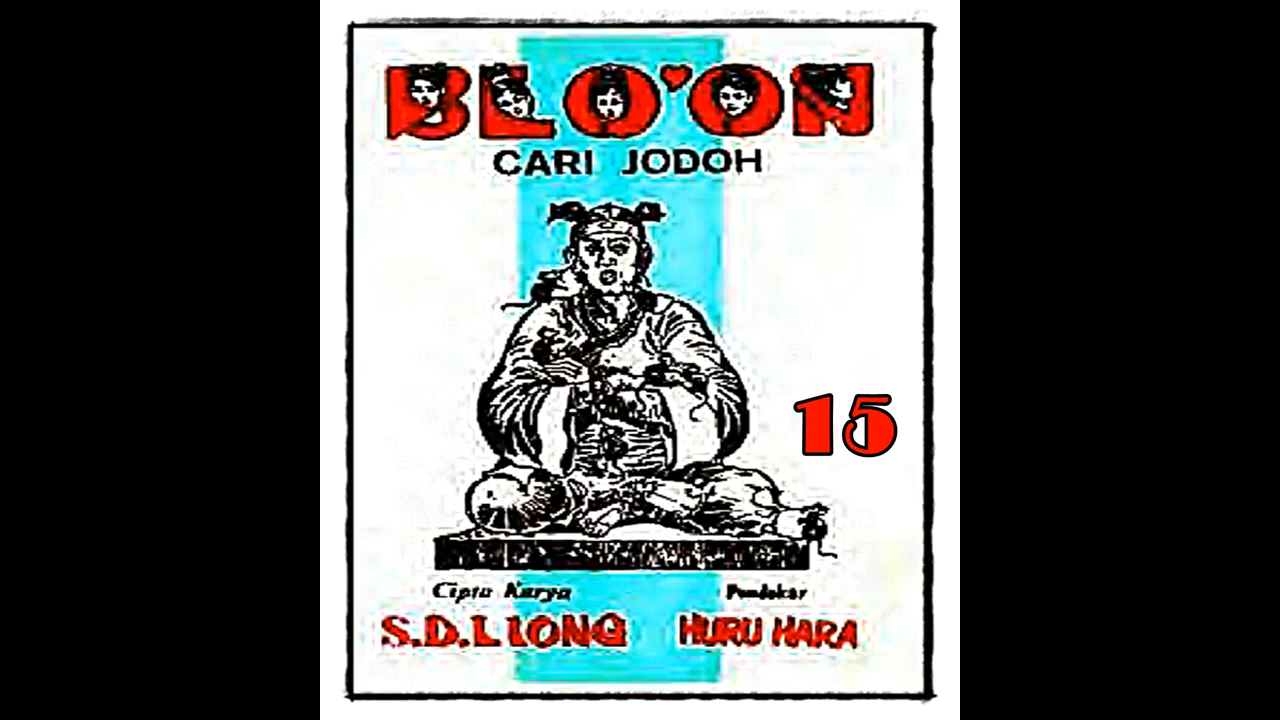 BLO'ON
CARI JODOH
15
Cipta Karya Pendekar
S.D. LIONG HURU HARA